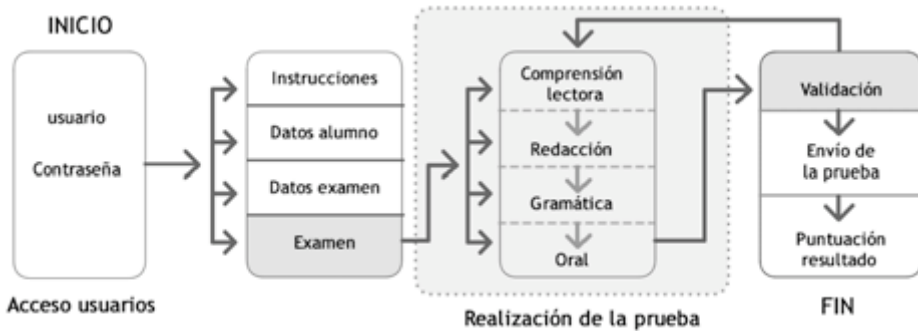 INICIO
usuario
Contraseña
Acceso usuarios
Instrucciones
Datos alumno
Datos examen
Examen
Comprensión
lectora
Redacción
Gramática
Oral
Realización de la prueba
Validación
Envío de
la prueba
Puntuación
resultado
FIN